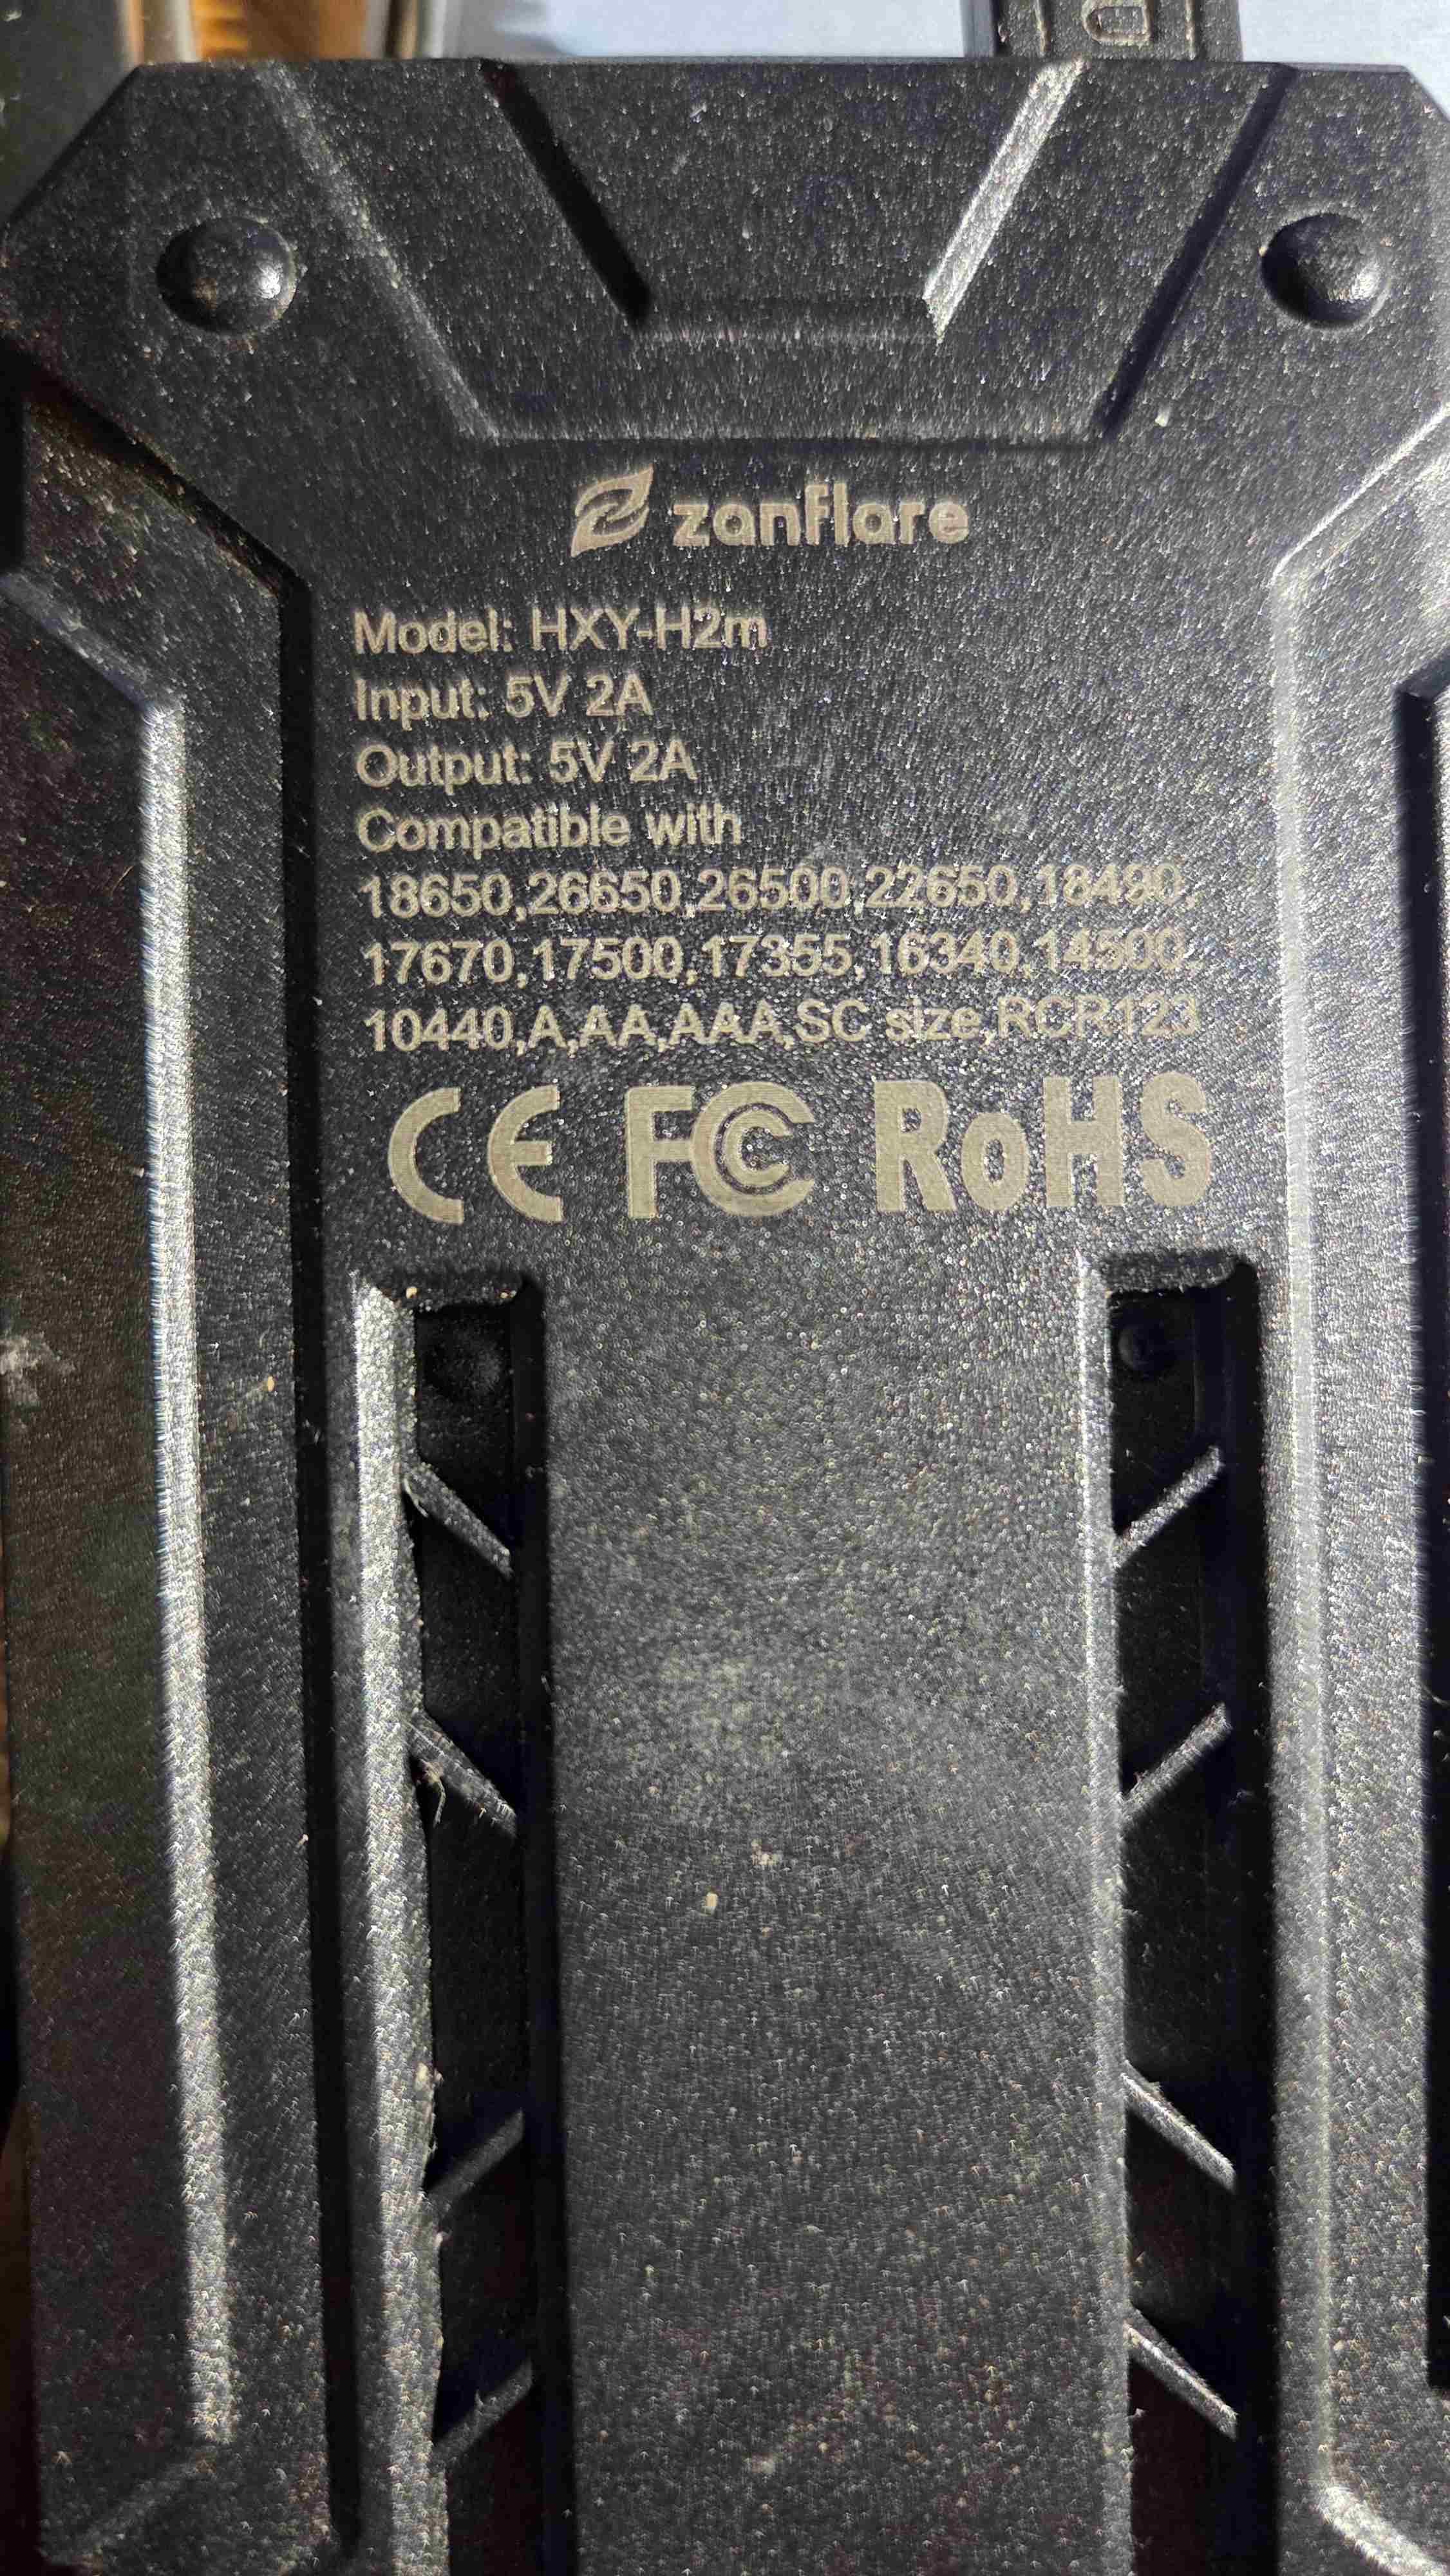 zanflare
Model: HXY-H2m
Input: 5V 2A
Output: 5V 2A
Compatible with
18650,26650,26500,22650,18490,
17670,17500,17355,16340,14500,
10440,A,AA,AAA,SC size,RCR123
CE FC RoHS